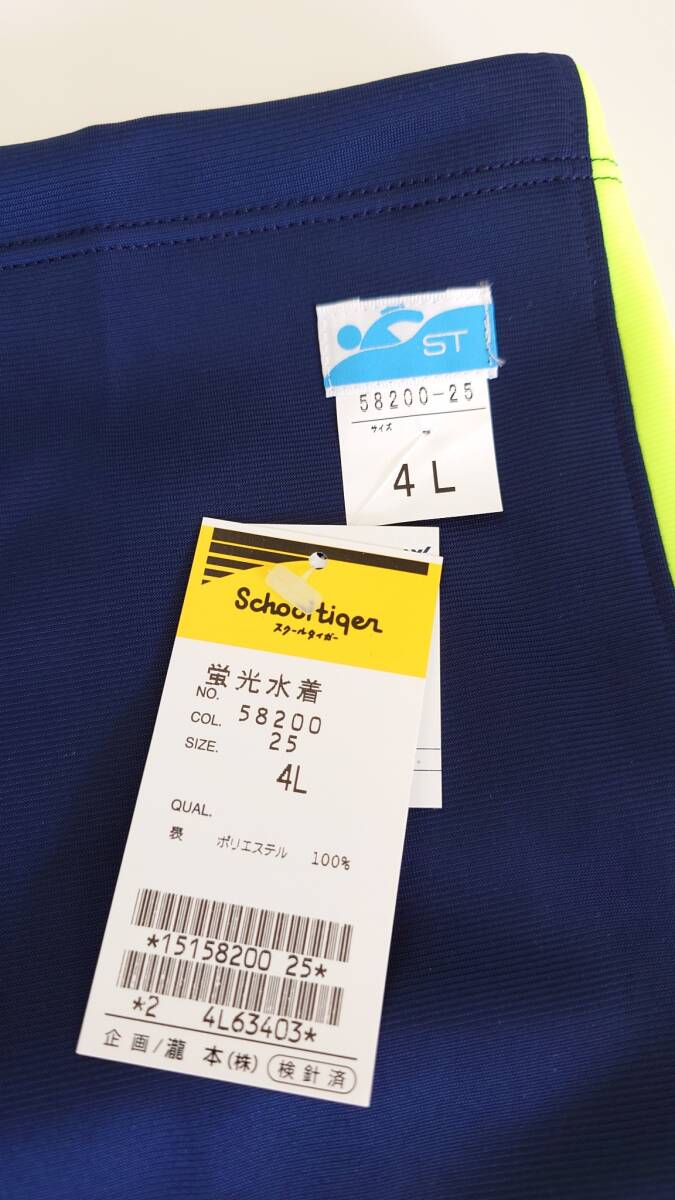 ST
58200-25
サイズ
4L
Schooltiger
スクールタイガー
蛍光水着
NO. 58200
COL. 25
SIZE. 4L
QUAL.
表 ポリエステル 100%
*15158200 25*
*2 4L63403*
企画/瀧本(株) 検針済